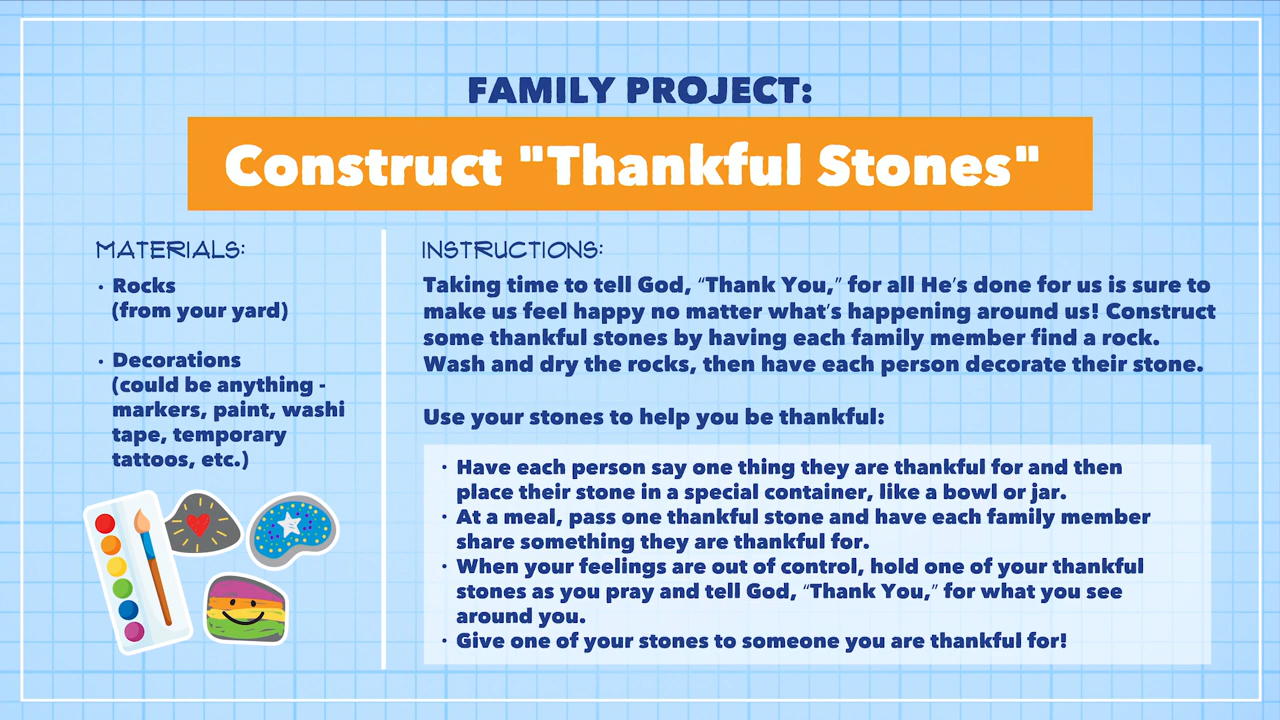 FAMILY PROJECT:
Construct "Thankful Stones"
MATERIALS:
· Rocks
(from your yard)
· Decorations
(could be anything -
markers, paint, washi
tape, temporary
tattoos, etc.)
INSTRUCTIONS:
Taking time to tell God, “Thank You,” for all He’s done for us is sure to
make us feel happy no matter what’s happening around us! Construct
some thankful stones by having each family member find a rock.
Wash and dry the rocks, then have each person decorate their stone.
Use your stones to help you be thankful:
· Have each person say one thing they are thankful for and then
place their stone in a special container, like a bowl or jar.
· At a meal, pass one thankful stone and have each family member
share something they are thankful for.
· When your feelings are out of control, hold one of your thankful
stones as you pray and tell God, “Thank You,” for what you see
around you.
· Give one of your stones to someone you are thankful for!